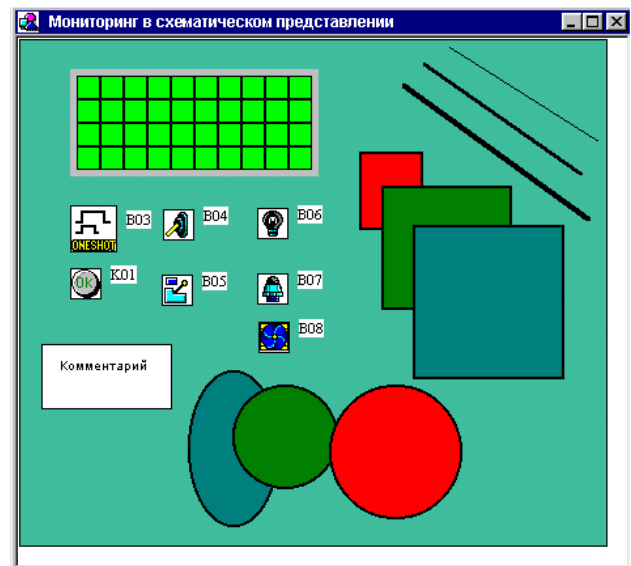 Мониторинг в схематическом представлении
B03
B04
B06
ONESHOT
OK
K01
B05
B07
B08
Комментарий